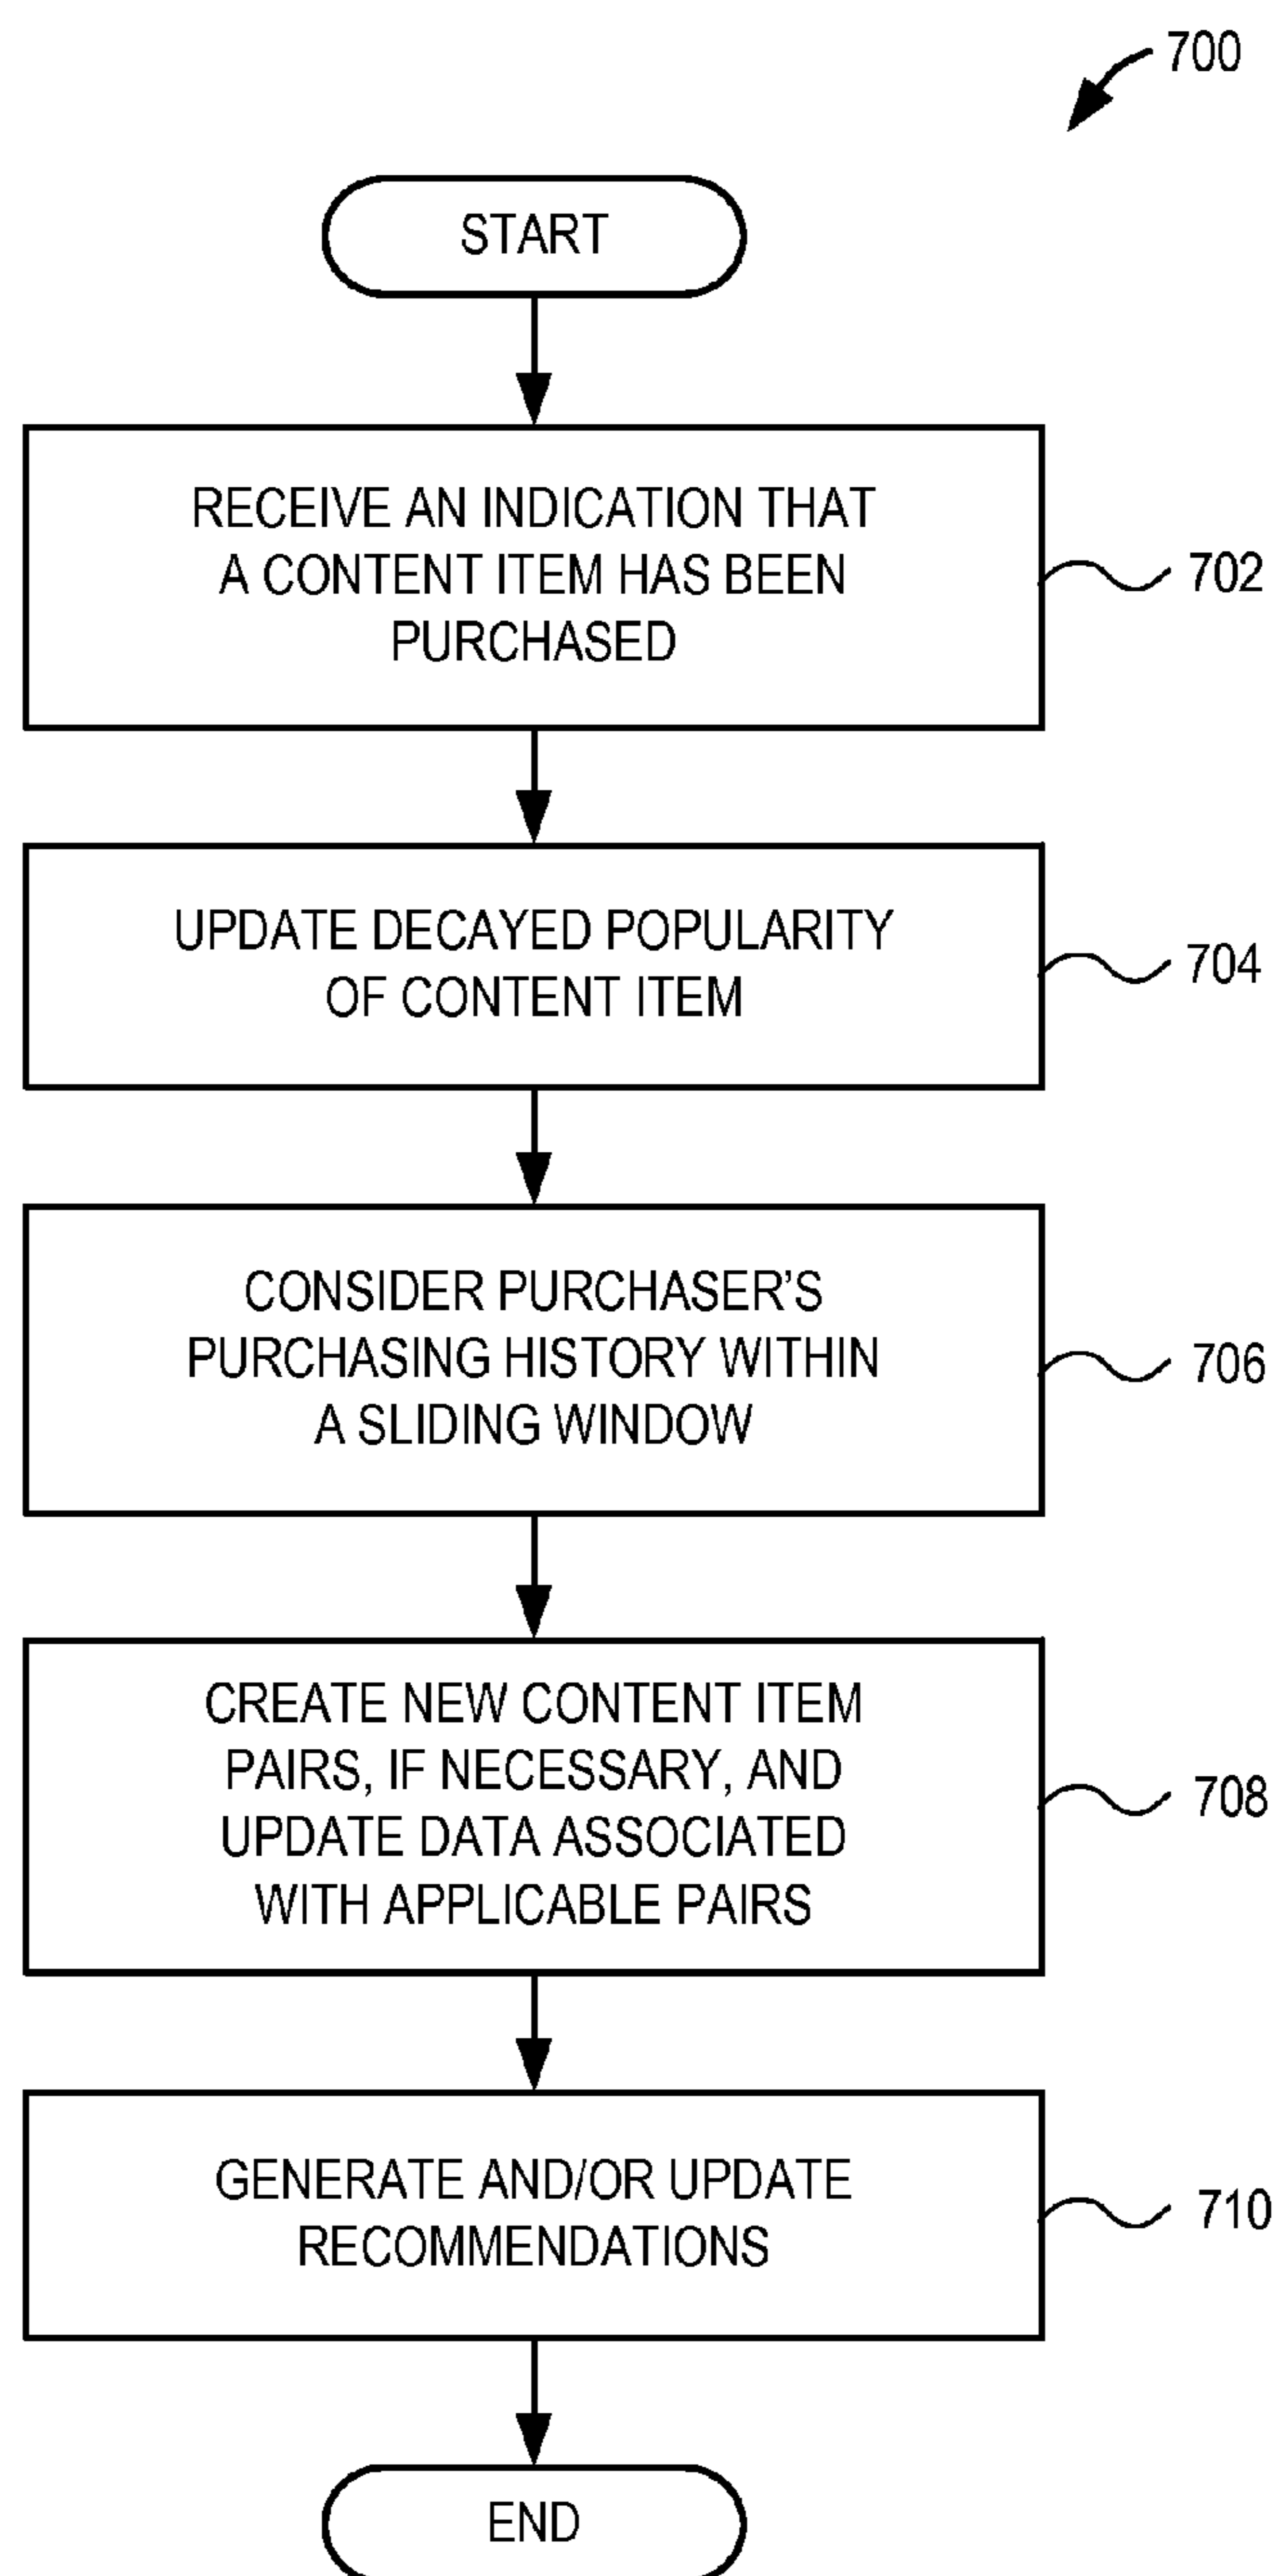 700
START
RECEIVE AN INDICATION THAT
A CONTENT ITEM HAS BEEN
PURCHASED
702
UPDATE DECAYED POPULARITY
OF CONTENT ITEM
704
CONSIDER PURCHASER'S
PURCHASING HISTORY WITHIN
A SLIDING WINDOW
706
CREATE NEW CONTENT ITEM
PAIRS, IF NECESSARY, AND
UPDATE DATA ASSOCIATED
WITH APPLICABLE PAIRS
708
GENERATE AND/OR UPDATE
RECOMMENDATIONS
710
END